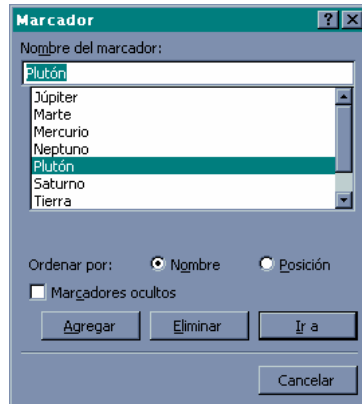 Marcador
Nombre del marcador:
Plutón
Júpiter
Marte
Mercurio
Neptuno
Plutón
Saturno
Tierra
Ordenar por: Nombre Posición
Marcadores ocultos
Agregar Eliminar Ir a
Cancelar